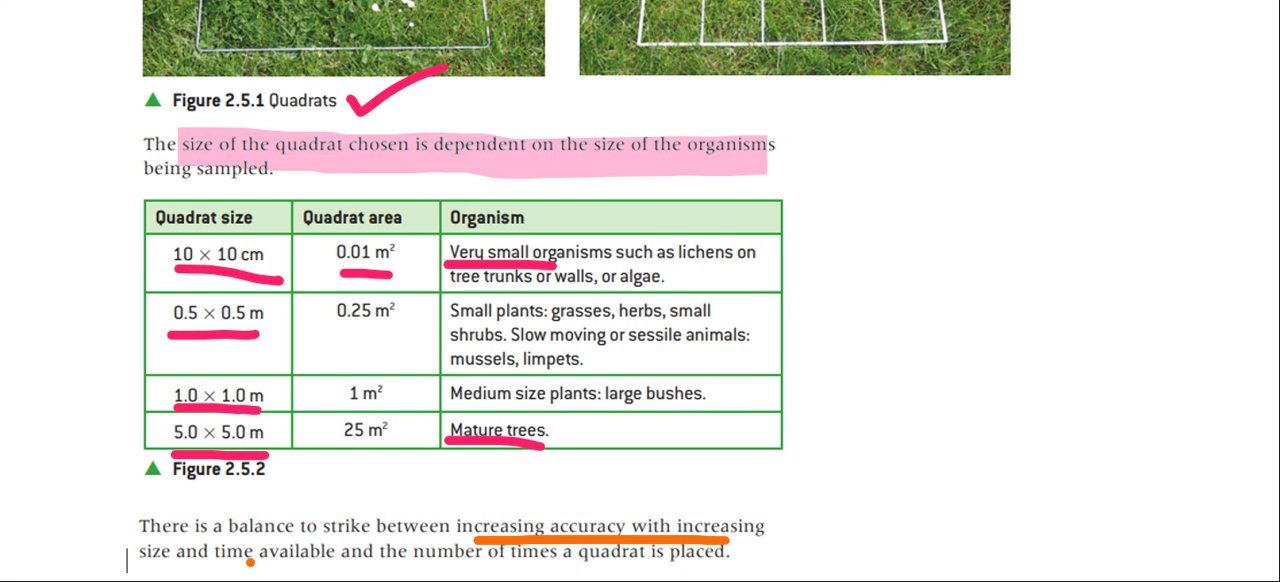 ▲ Figure 2.5.1 Quadrats
The size of the quadrat chosen is dependent on the size of the organisms
being sampled.
Quadrat size Quadrat area Organism
10 × 10 cm 0.01 m² Very small organisms such as lichens on
tree trunks or walls, or algae.
0.5 × 0.5 m 0.25 m² Small plants: grasses, herbs, small
shrubs. Slow moving or sessile animals:
mussels, limpets.
1.0 × 1.0 m 1 m² Medium size plants: large bushes.
5.0 × 5.0 m 25 m² Mature trees.
▲ Figure 2.5.2
There is a balance to strike between increasing accuracy with increasing
size and time available and the number of times a quadrat is placed.